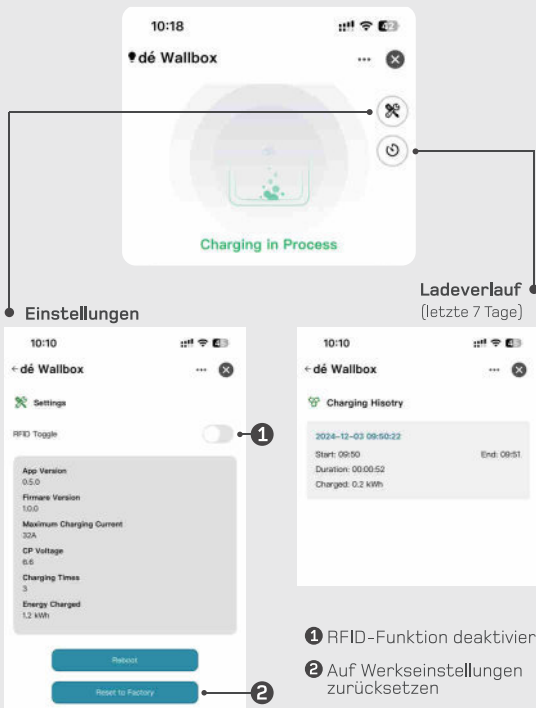 10:18
42
dé Wallbox
Charging in Process
Einstellungen
Ladeverlauf
(letzte 7 Tage)
10:10
dé Wallbox
Settings
RFID Toggle
1
App Version
0.5.0
Firmare Version
1.0.0
Maximum Charging Current
32A
CP Voltage
6.6
Charging Times
3
Energy Charged
1,2 kWh
Reboot
Reset to Factory
2
10:10
dé Wallbox
Charging Hisotry
2024-12-03 09:50:22
Start: 09:50 End: 09:51
Duration: 00:00:52
Charged: 0.2 kWh
1 RFID-Funktion deaktivier
2 Auf Werkseinstellungen
zurücksetzen